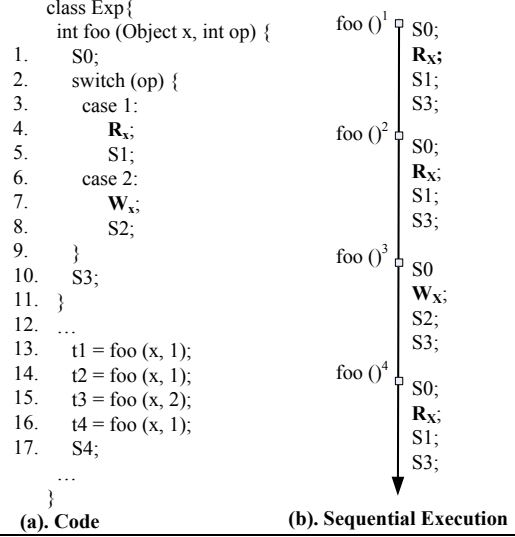 class Exp{
int foo (Object x, int op) {
1. S0;
2. switch (op) {
3. case 1:
4. Rx;
5. S1;
6. case 2:
7. Wx;
8. S2;
9. }
10. S3;
11. }
12. …
13. t1 = foo (x, 1);
14. t2 = foo (x, 1);
15. t3 = foo (x, 2);
16. t4 = foo (x, 1);
17. S4;
…
}
(a). Code
foo ()1
S0;
RX;
S1;
S3;
foo ()2
S0;
RX;
S1;
S3;
foo ()3
S0
WX;
S2;
S3;
foo ()4
S0;
RX;
S1;
S3;
(b). Sequential Execution